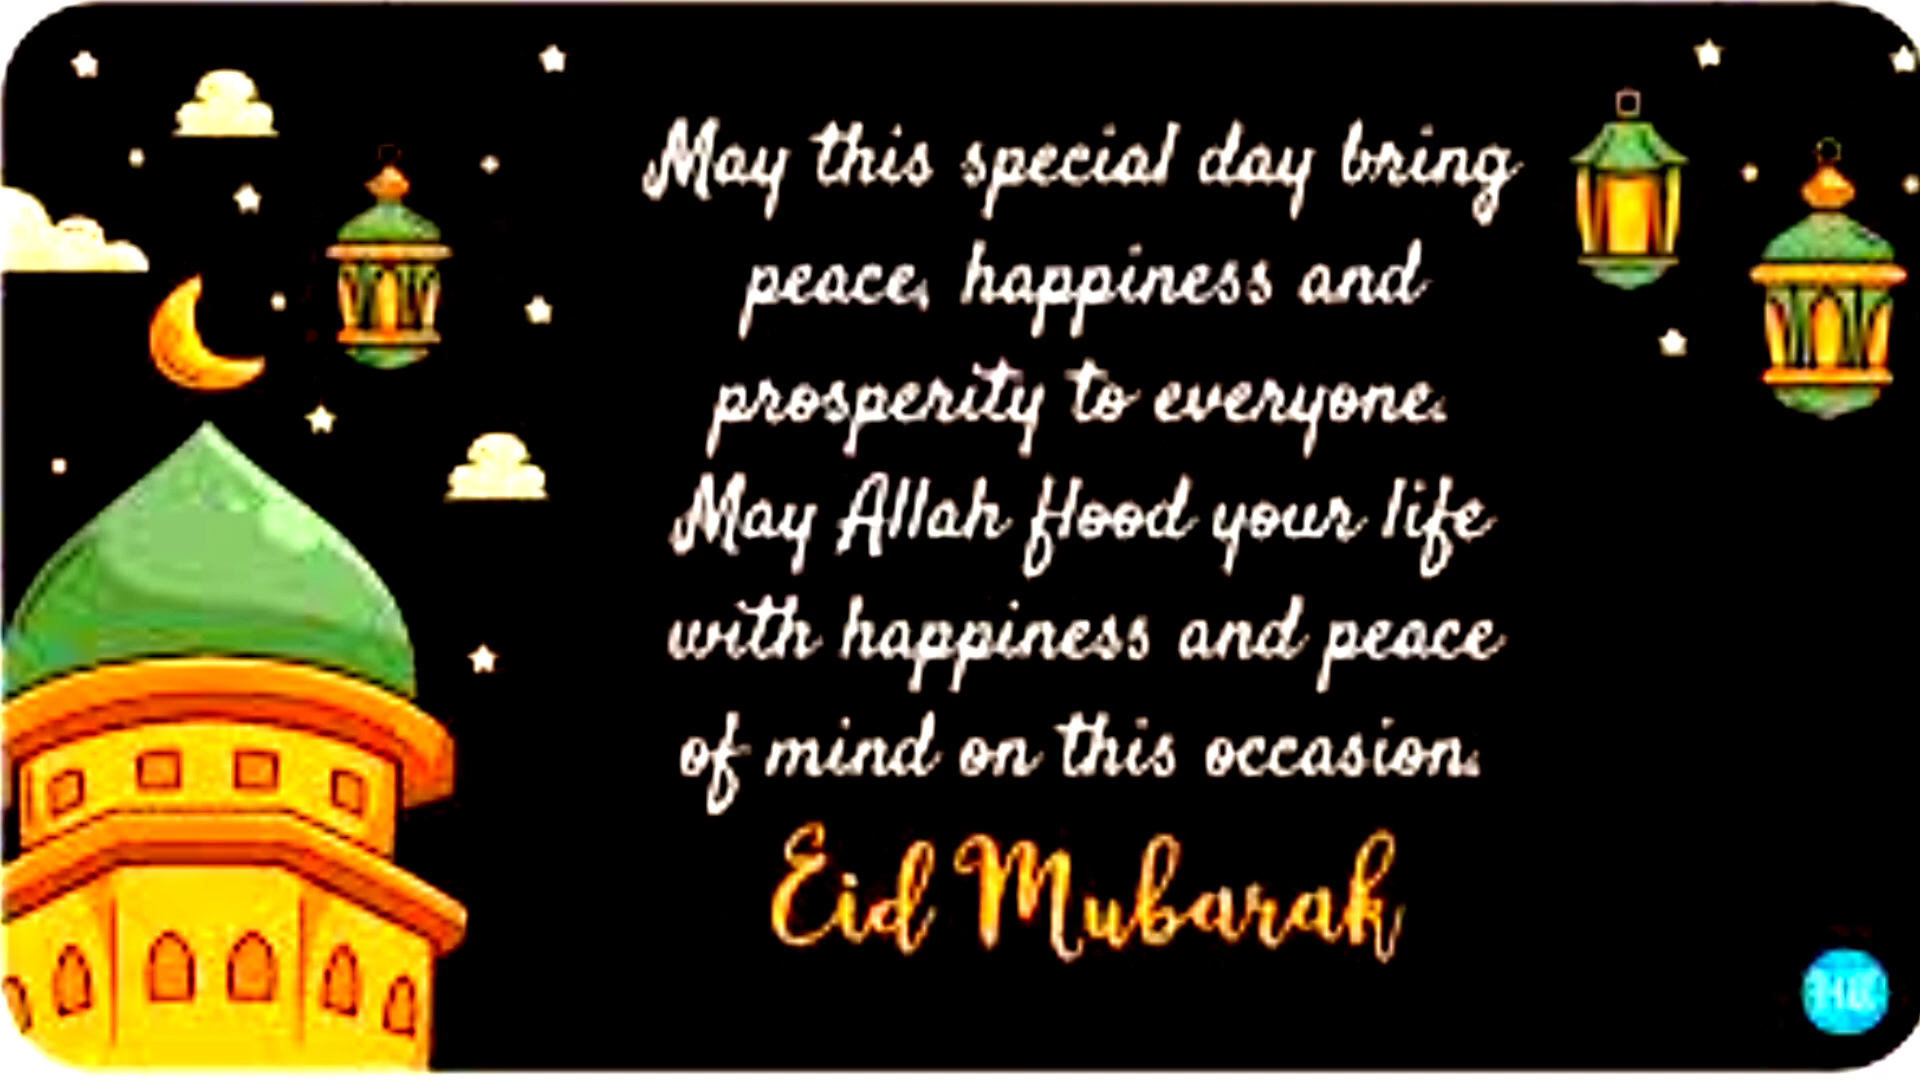 May this special day bring
peace, happiness and
prosperity to everyone.
May Allah flood your life
with happiness and peace
of mind on this occasion.
Eid Mubarak